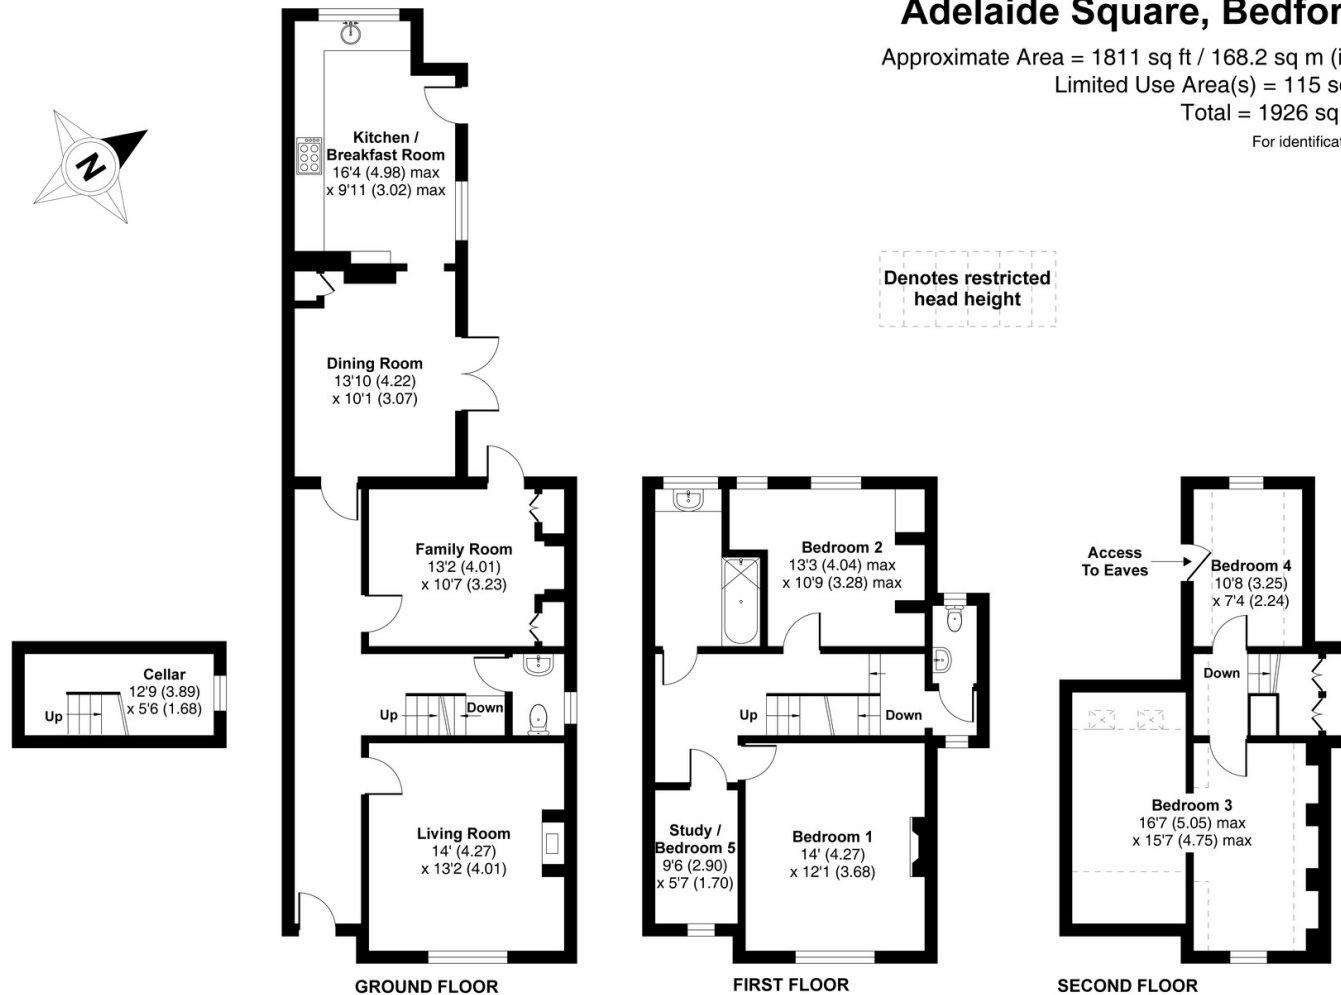 Adelaide Square, Bedfor
Approximate Area = 1811 sq ft / 168.2 sq m (i
Limited Use Area(s) = 115 s
Total = 1926 sq
For identificat
N
Kitchen /
Breakfast Room
16'4 (4.98) max
x 9'11 (3.02) max
Denotes restricted
head height
Dining Room
13'10 (4.22)
x 10'1 (3.07)
Family Room
13'2 (4.01)
x 10'7 (3.23)
Cellar
12'9 (3.89)
x 5'6 (1.68)
Up
Up
Down
Living Room
14' (4.27)
x 13'2 (4.01)
GROUND FLOOR
Bedroom 2
13'3 (4.04) max
x 10'9 (3.28) max
Up
Down
Study /
Bedroom 5
9'6 (2.90)
x 5'7 (1.70)
Bedroom 1
14' (4.27)
x 12'1 (3.68)
FIRST FLOOR
Access
To Eaves
Bedroom 4
10'8 (3.25)
x 7'4 (2.24)
Down
Bedroom 3
16'7 (5.05) max
x 15'7 (4.75) max
SECOND FLOOR